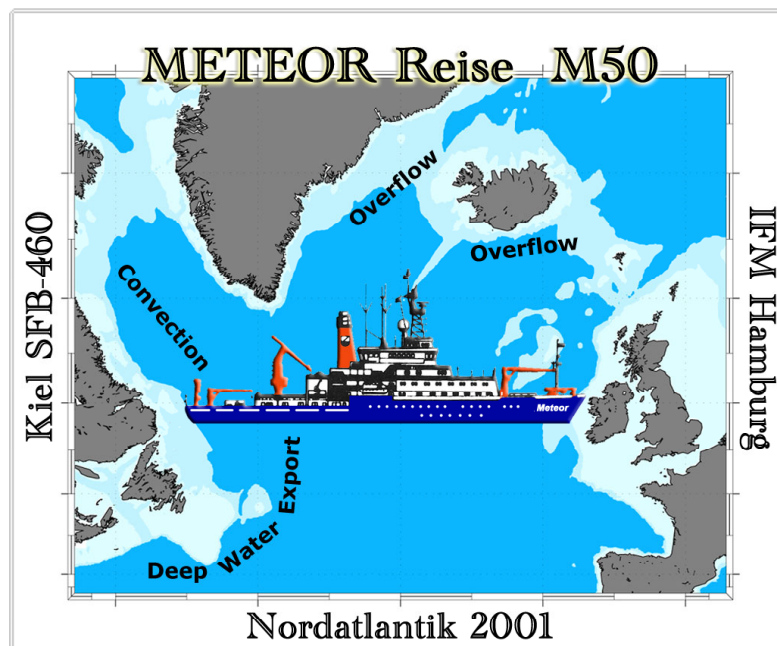 METEOR Reise M50
Kiel SFB-460
IFM Hamburg
Overflow
Overflow
Convection
Meteor
Export
Deep Water
Nordatlantik 2001